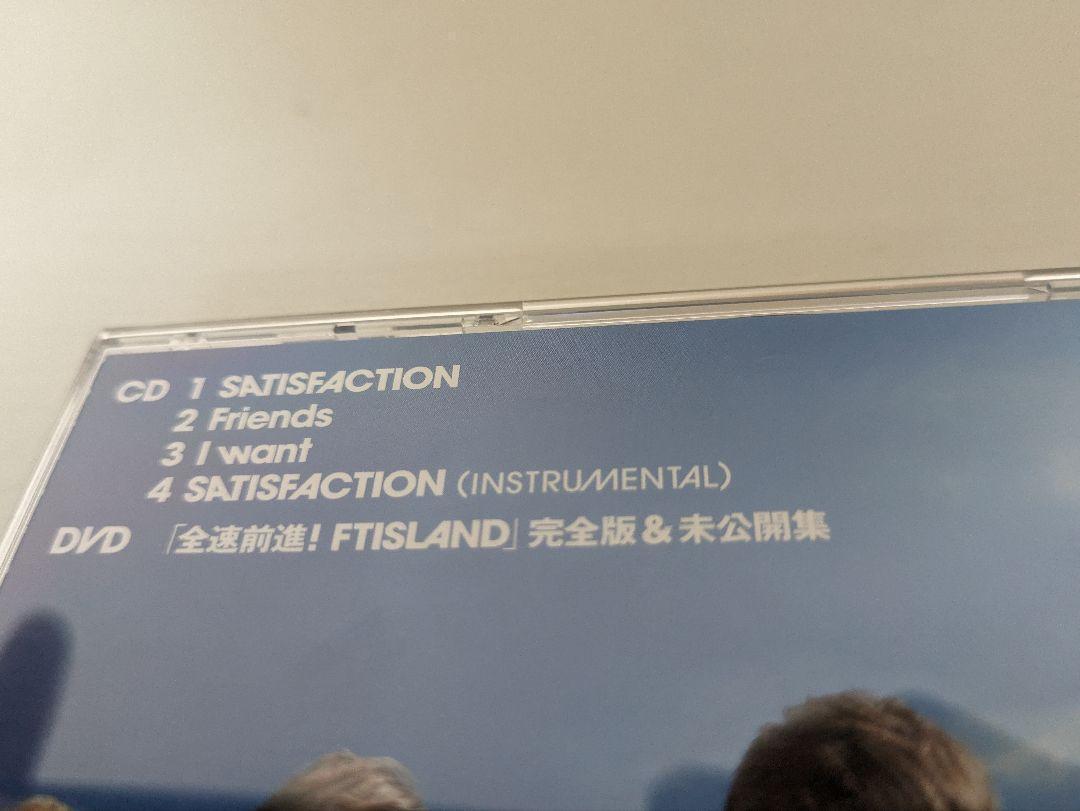 CD 1 SATISFACTION
2 Friends
3 I want
4 SATISFACTION (INSTRUMENTAL)
DVD 「全速前進! FTISLAND」完全版&未公開集